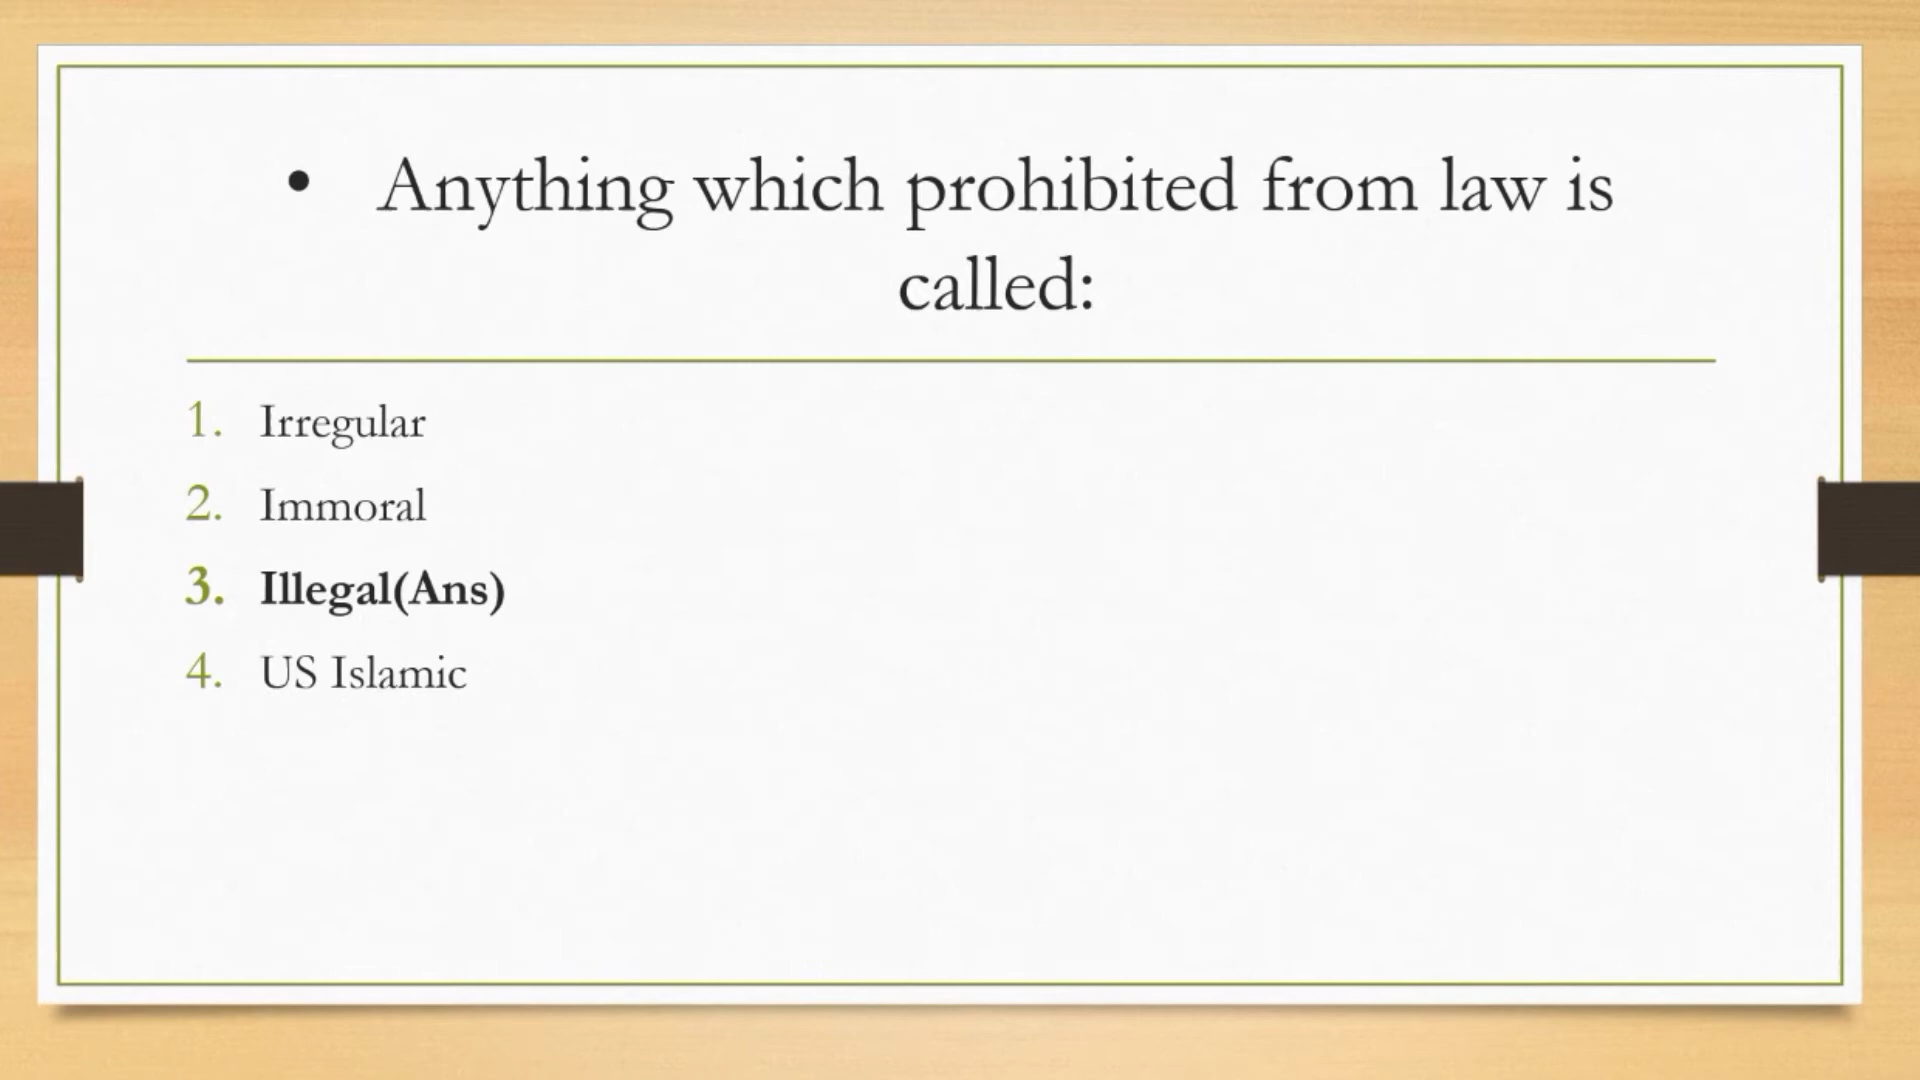 • Anything which prohibited from law is
called:
1. Irregular
2. Immoral
3. Illegal(Ans)
4. US Islamic